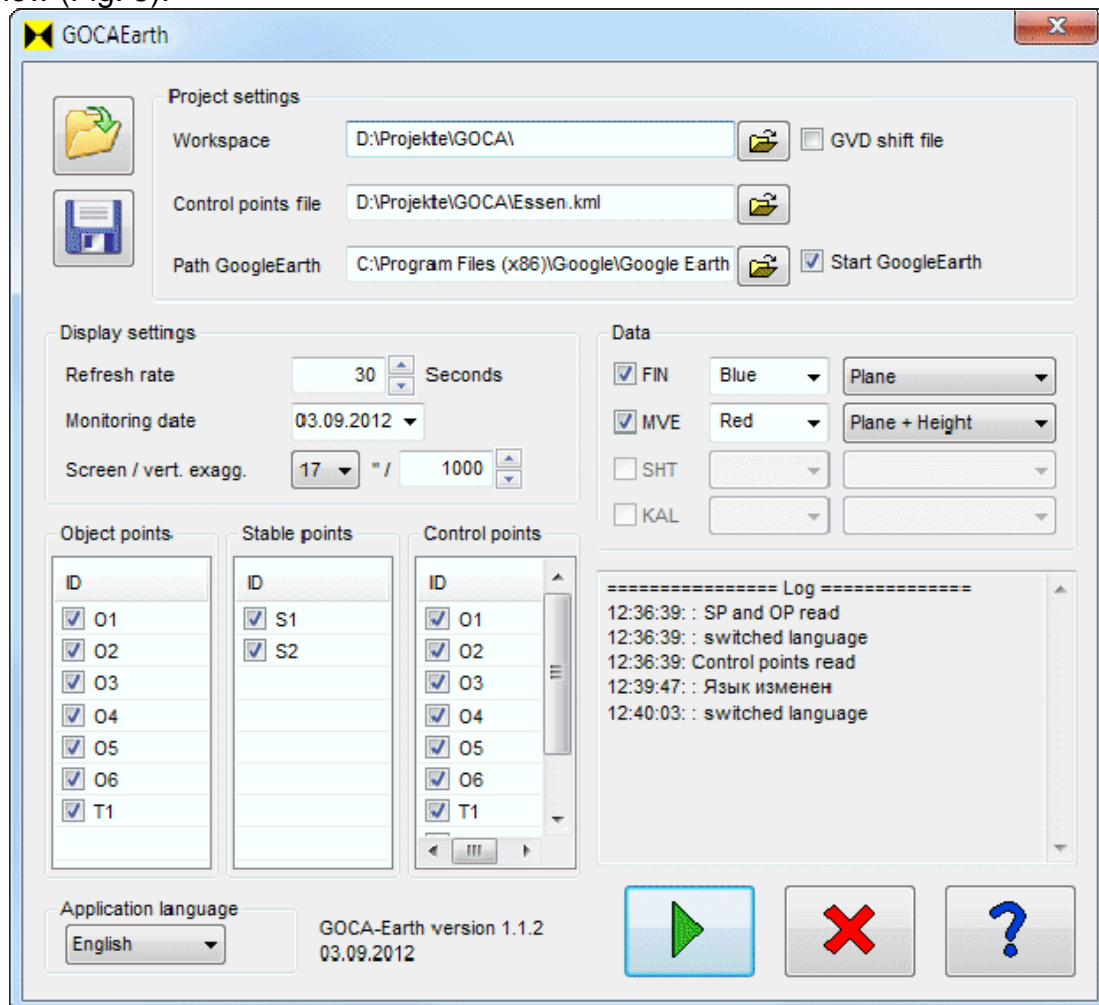 (Fig.
GOCAEarth
Project settings
Workspace
D:\Projekte\GOCA\
GVD shift file
Control points file
D:\Projekte\GOCA\Essen.kml
Path GoogleEarth
C:\Program Files (x86)\Google\Google Earth
Start GoogleEarth
Display settings
Refresh rate
30
Seconds
Monitoring date
03.09.2012
Screen / vert. exagg.
17
" /
1000
Data
FIN
Blue
Plane
MVE
Red
Plane + Height
SHT
KAL
Object points
ID
O1
O2
O3
O4
O5
O6
T1
Stable points
ID
S1
S2
Control points
ID
O1
O2
O3
O4
O5
O6
T1
================ Log ==============
12:36:39: : SP and OP read
12:36:39: : switched language
12:36:39: Control points read
12:39:47: : Язык изменен
12:40:03: : switched language
Application language
English
GOCA-Earth version 1.1.2
03.09.2012